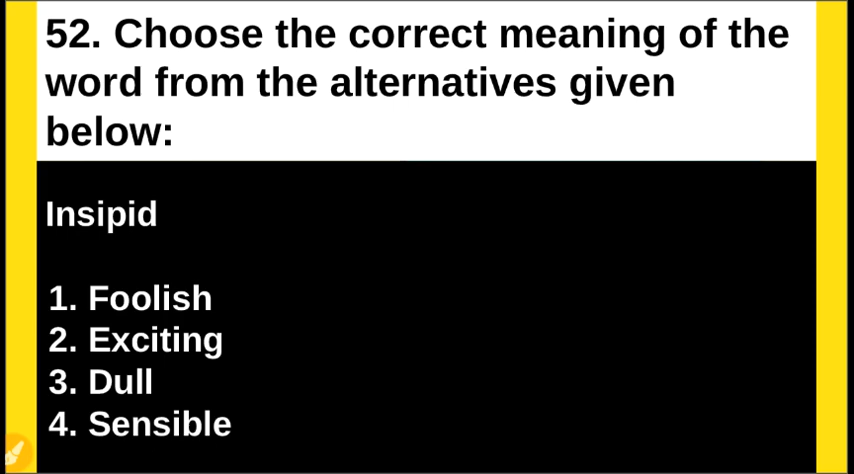 52. Choose the correct meaning of the
word from the alternatives given
below:
Insipid
1. Foolish
2. Exciting
3. Dull
4. Sensible